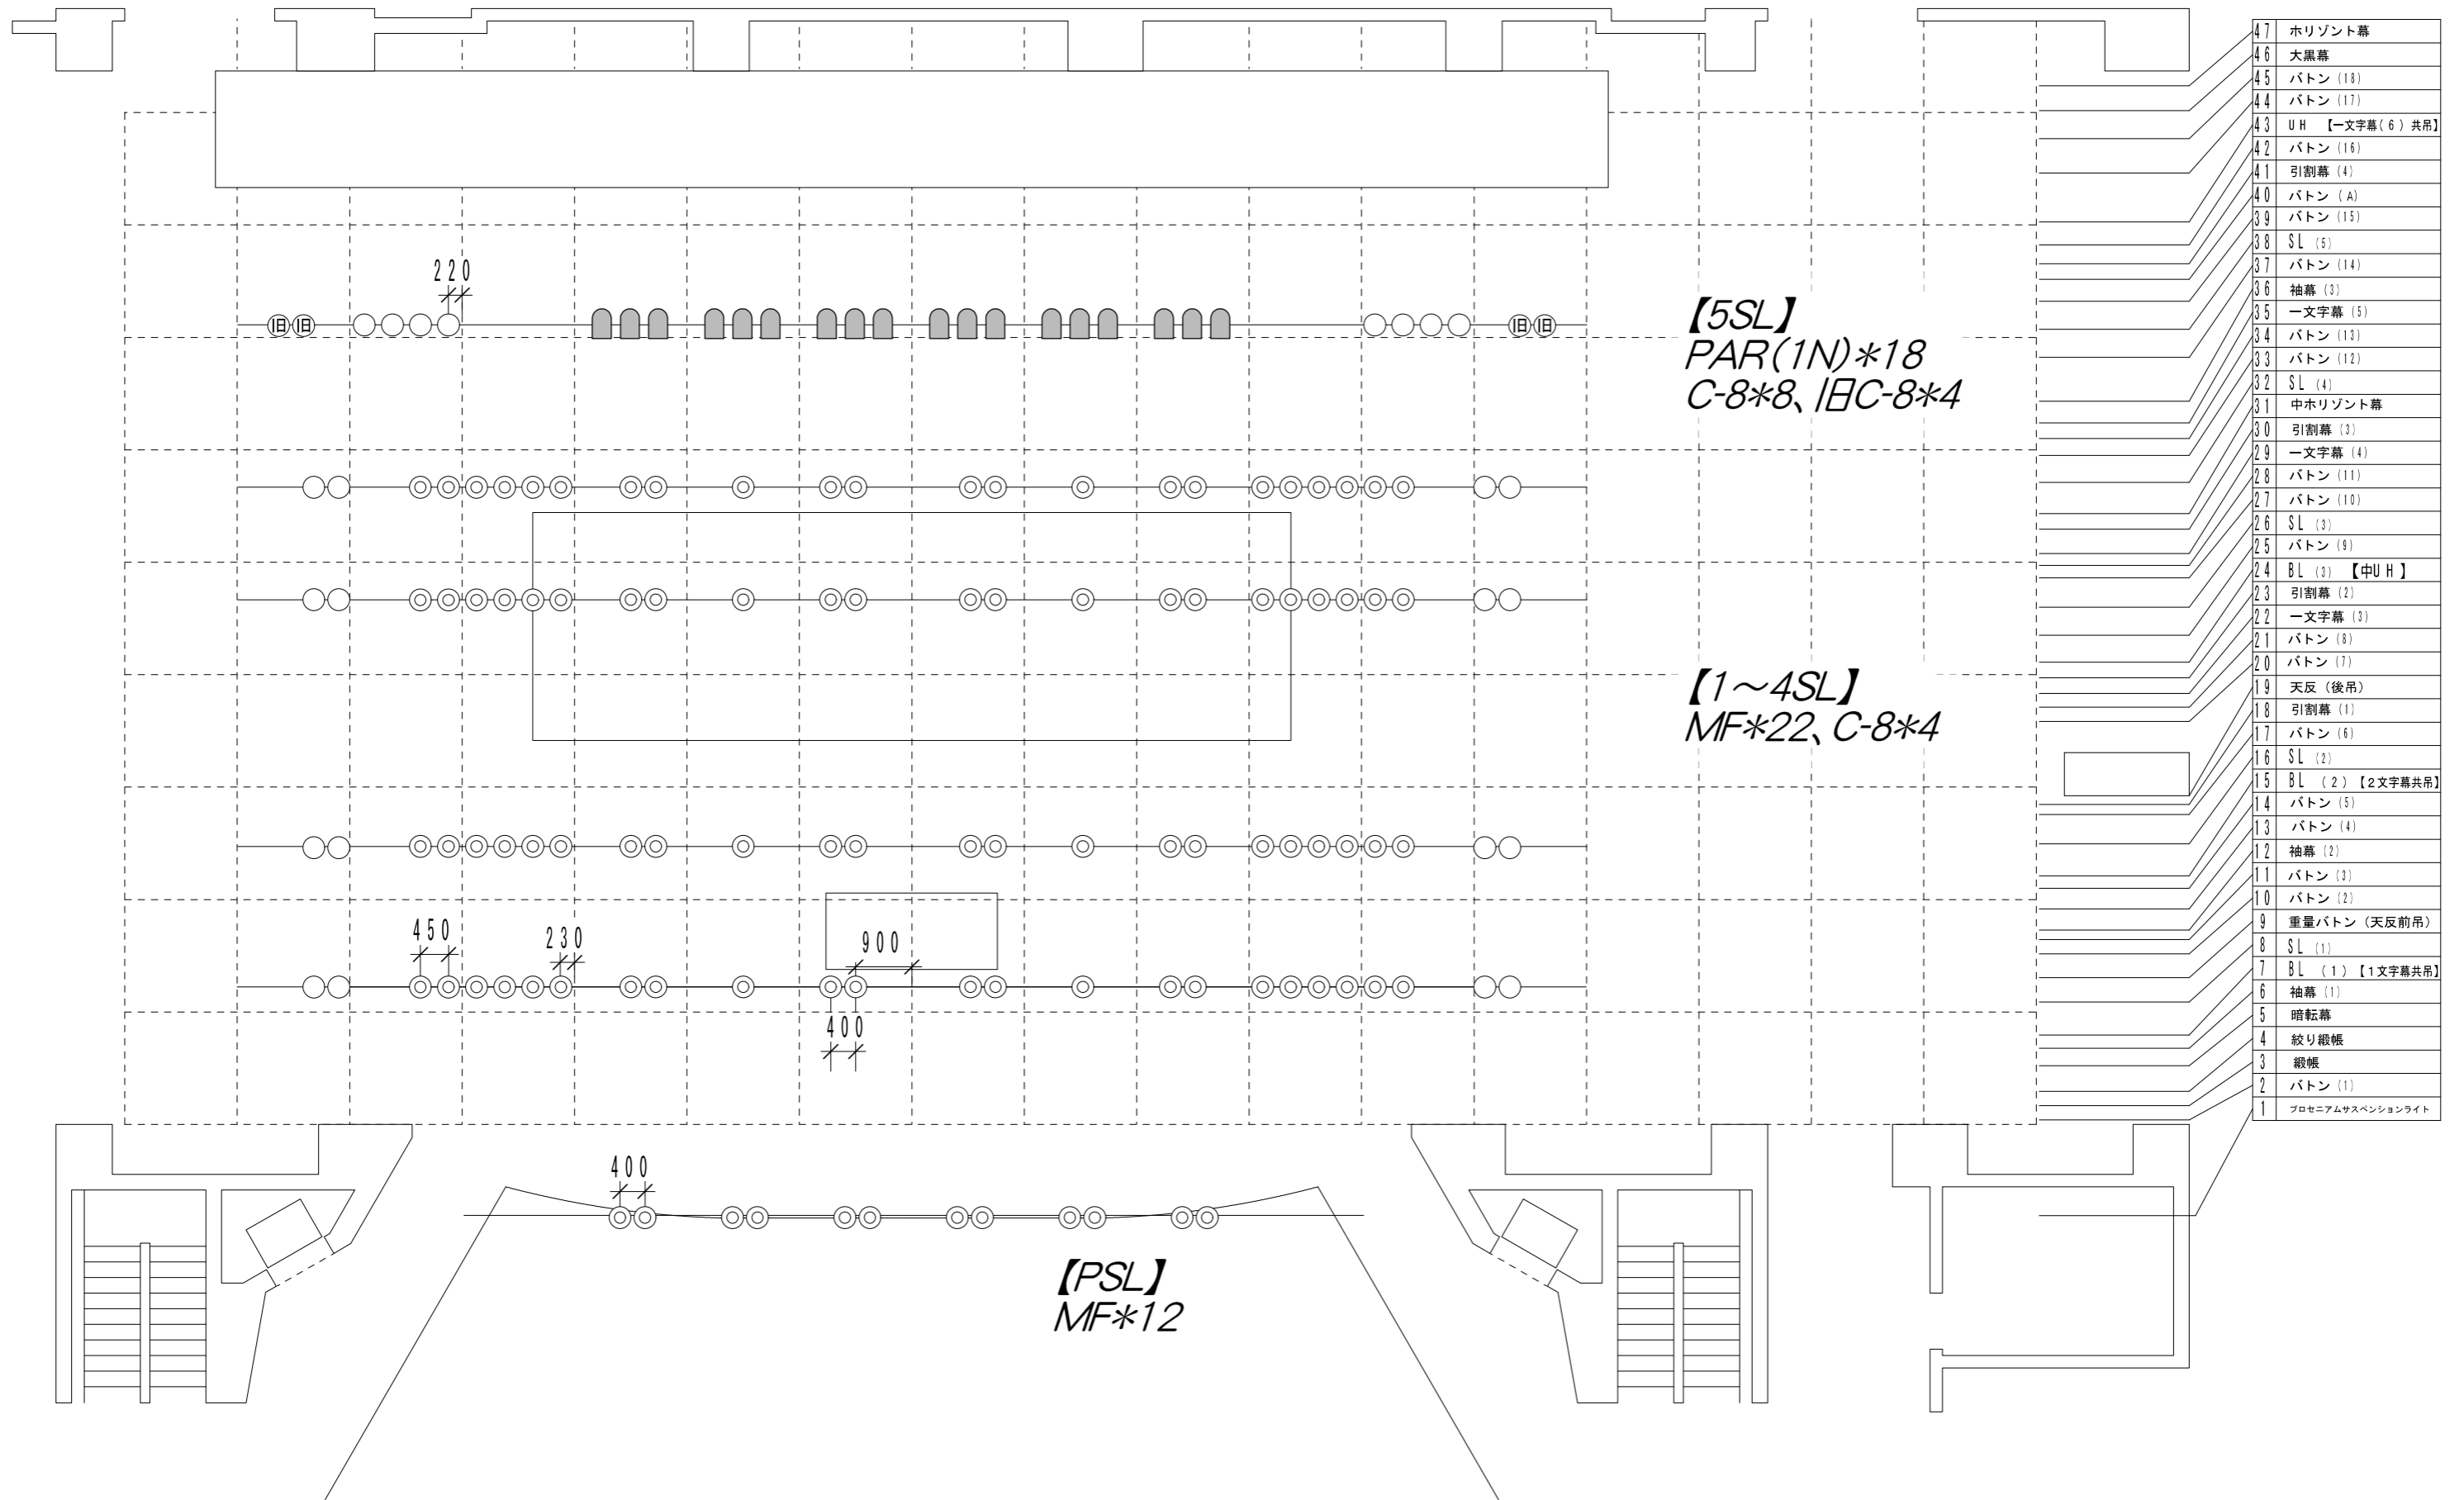 47 ホリゾント幕
46 大黒幕
45 バトン(18)
44 バトン(17)
43 UH 【一文字幕(6)共吊】
42 バトン(16)
41 引割幕(4)
40 バトン(A)
39 バトン(15)
38 SL(5)
37 バトン(14)
36 袖幕(3)
35 一文字幕(5)
34 バトン(13)
33 バトン(12)
32 SL(4)
31 中ホリゾント幕
30 引割幕(3)
29 一文字幕(4)
28 バトン(11)
27 バトン(10)
26 SL(3)
25 バトン(9)
24 BL(3) 【中UH】
23 引割幕(2)
22 一文字幕(3)
21 バトン(8)
20 バトン(7)
19 天反(後吊)
18 引割幕(1)
17 バトン(6)
16 SL(2)
15 BL (2)【2文字幕共吊】
14 バトン(5)
13 バトン(4)
12 袖幕(2)
11 バトン(3)
10 バトン(2)
9 重量バトン(天反前吊)
8 SL(1)
7 BL (1)【1文字幕共吊】
6 袖幕(1)
5 暗転幕
4 絞り緞帳
3 緞帳
2 バトン(1)
1 プロセニアムサスペンションライト
220
旧 旧 旧 旧
【5SL】
PAR(1N)*18
C-8*8、旧C-8*4
【1～4SL】
MF*22、C-8*4
450
230
900
400
400
【PSL】
MF*12